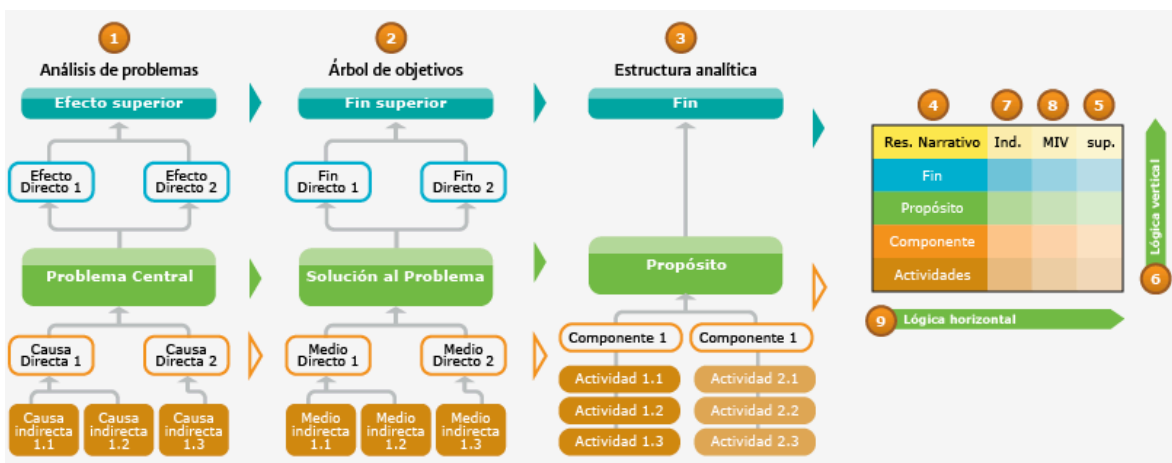 1
Análisis de problemas
Efecto superior
Efecto
Directo 1
Efecto
Directo 2
Problema Central
Causa
Directa 1
Causa
Directa 2
Causa
indirecta
1.1
Causa
indirecta
1.2
Causa
indirecta
1.3
2
Árbol de objetivos
Fin superior
Fin
Directo 1
Fin
Directo 2
Solución al Problema
Medio
Directo 1
Medio
Directo 2
Medio
indirecta
1.1
Medio
indirecta
1.2
Medio
indirecta
1.3
3
Estructura analítica
Fin
Propósito
Componente 1
Componente 1
Actividad 1.1
Actividad 2.1
Actividad 1.2
Actividad 2.2
Actividad 1.3
Actividad 2.3
4 7 8 5
Res. Narrativo Ind. MIV sup.
Fin
Propósito
Componente
Actividades
Lógica vertical
6
9 Lógica horizontal